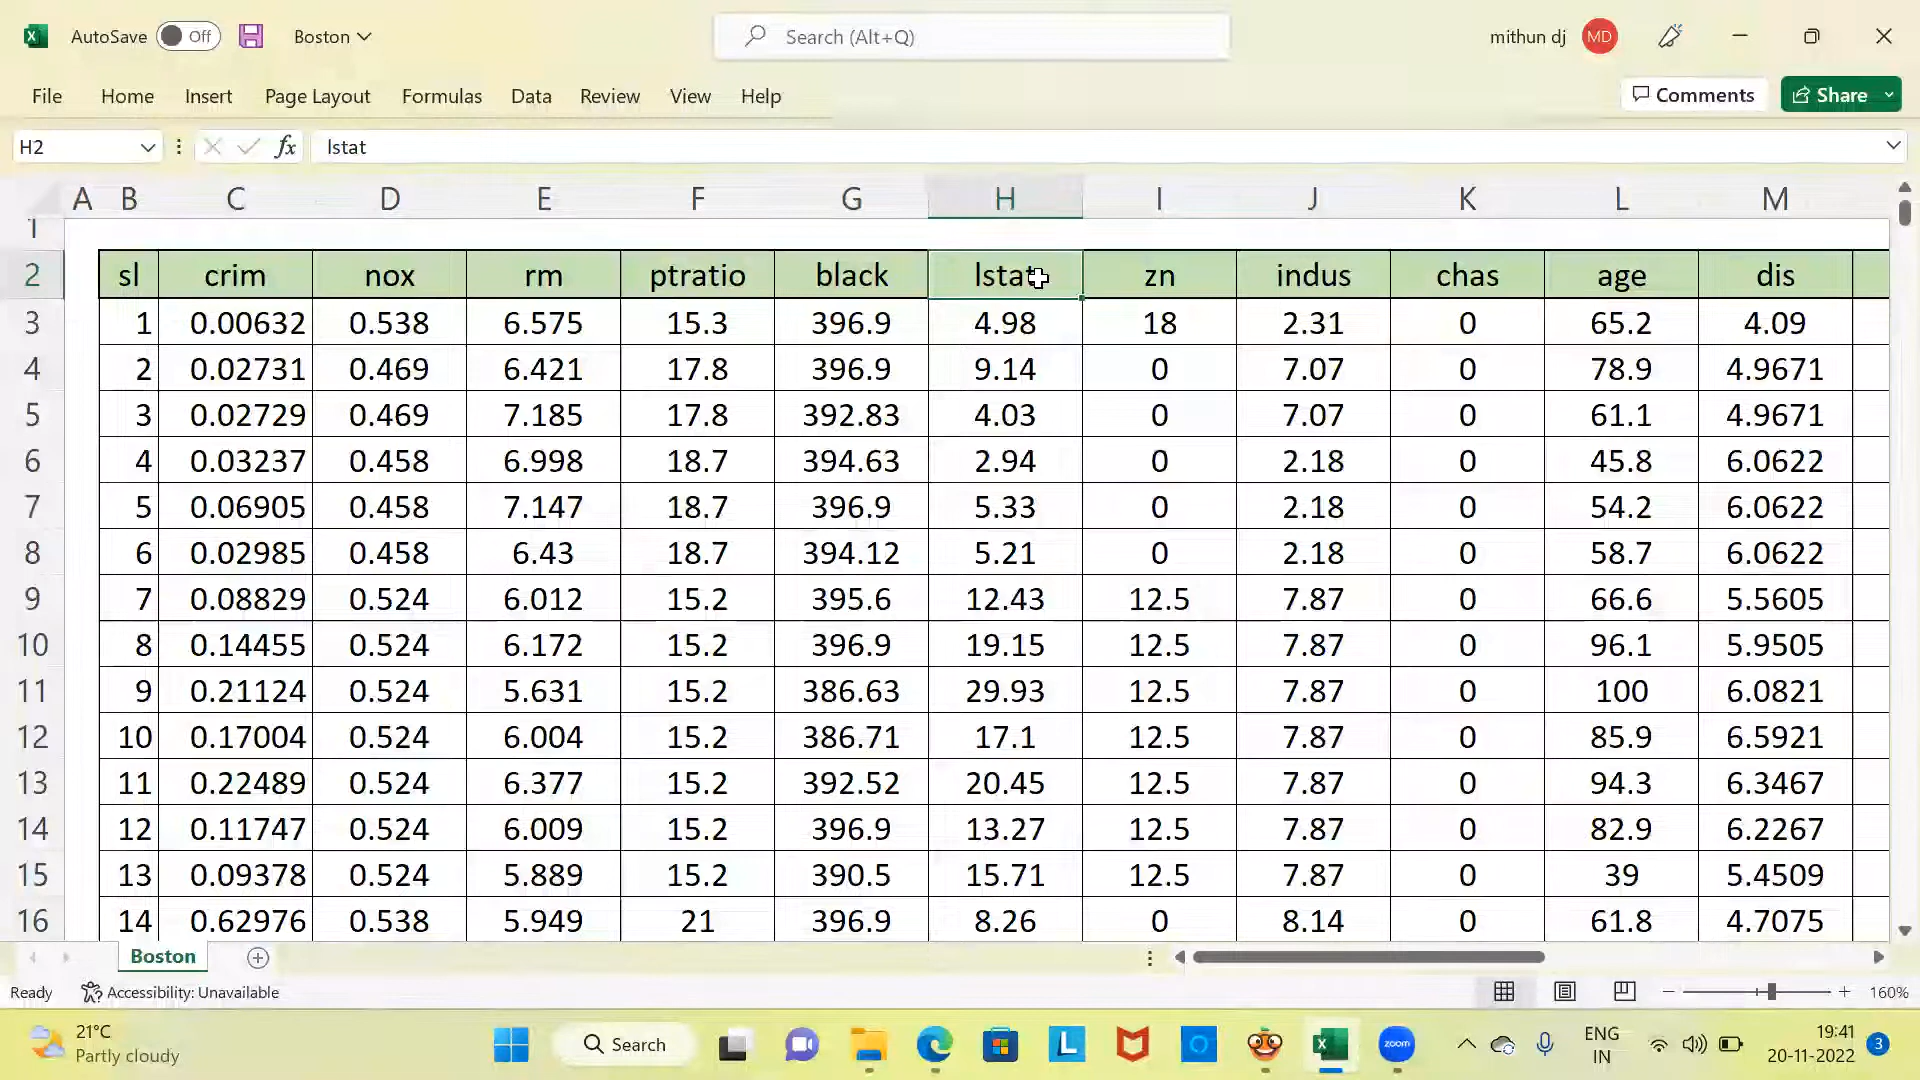 AutoSave Off Boston Search (Alt+Q) mithun dj MD
File Home Insert Page Layout Formulas Data Review View Help Comments Share
H2 fx lstat
A B C D E F G H I J K L M
1
2 sl crim nox rm ptratio black lstat zn indus chas age dis
3 1 0.00632 0.538 6.575 15.3 396.9 4.98 18 2.31 0 65.2 4.09
4 2 0.02731 0.469 6.421 17.8 396.9 9.14 0 7.07 0 78.9 4.9671
5 3 0.02729 0.469 7.185 17.8 392.83 4.03 0 7.07 0 61.1 4.9671
6 4 0.03237 0.458 6.998 18.7 394.63 2.94 0 2.18 0 45.8 6.0622
7 5 0.06905 0.458 7.147 18.7 396.9 5.33 0 2.18 0 54.2 6.0622
8 6 0.02985 0.458 6.43 18.7 394.12 5.21 0 2.18 0 58.7 6.0622
9 7 0.08829 0.524 6.012 15.2 395.6 12.43 12.5 7.87 0 66.6 5.5605
10 8 0.14455 0.524 6.172 15.2 396.9 19.15 12.5 7.87 0 96.1 5.9505
11 9 0.21124 0.524 5.631 15.2 386.63 29.93 12.5 7.87 0 100 6.0821
12 10 0.17004 0.524 6.004 15.2 386.71 17.1 12.5 7.87 0 85.9 6.5921
13 11 0.22489 0.524 6.377 15.2 392.52 20.45 12.5 7.87 0 94.3 6.3467
14 12 0.11747 0.524 6.009 15.2 396.9 13.27 12.5 7.87 0 82.9 6.2267
15 13 0.09378 0.524 5.889 15.2 390.5 15.71 12.5 7.87 0 39 5.4509
16 14 0.62976 0.538 5.949 21 396.9 8.26 0 8.14 0 61.8 4.7075
Boston
Ready Accessibility: Unavailable 160%
21°C
Partly cloudy
Search
L
zoom
ENG
IN
19:41
20-11-2022
3